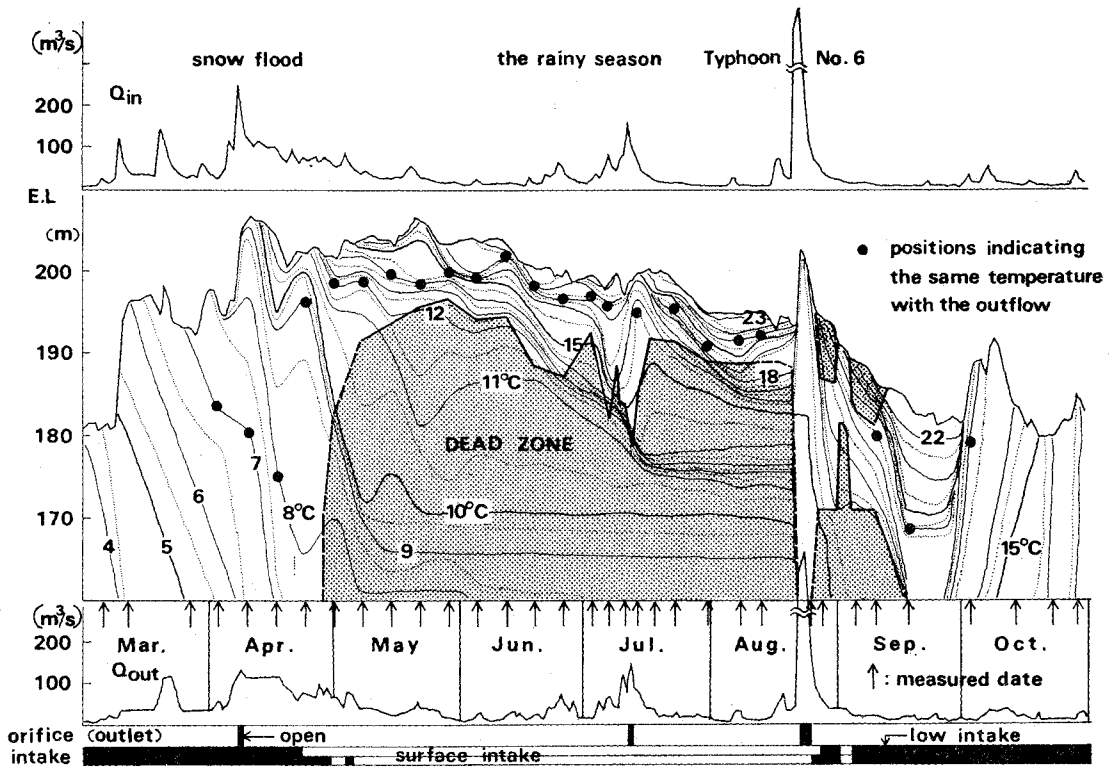 (m³/s)
snow flood
the rainy season
Typhoon No. 6
Qin
200
100
E.L
(m)
200
190
180
170
● positions indicating
the same temperature
with the outflow
12
23
15
18
11°C
DEAD ZONE
22
7
6
8°C
10°C
4
5
9
15°C
(m³/s)
Mar. Apr. May Jun. Jul. Aug. Sep. Oct.
200
Qout
100
↑: measured date
orifice (outlet) ← open
low intake
intake
surface intake